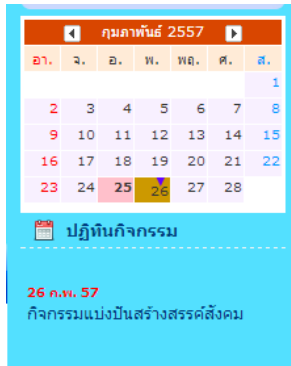 กุมภาพันธ์ 2557
อา. จ. อ. พ. พฤ. ศ. ส.
1
2 3 4 5 6 7 8
9 10 11 12 13 14 15
16 17 18 19 20 21 22
23 24 25 26 27 28
ปฏิทินกิจกรรม
26 ก.พ. 57
กิจกรรมแบ่งปันสร้างสรรค์สังคม